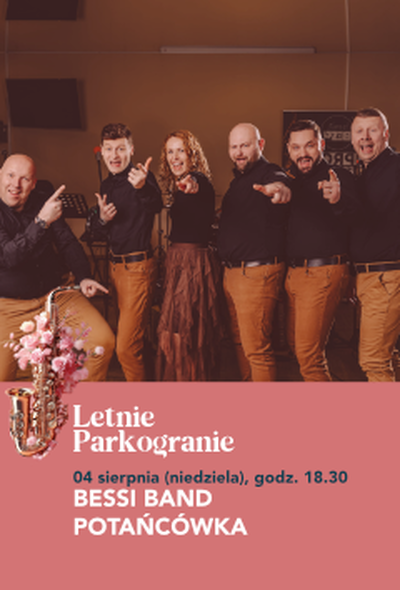 Letnie
Parkogranie
04 sierpnia (niedziela), godz. 18.30
BESSI BAND
POTAŃCÓWKA